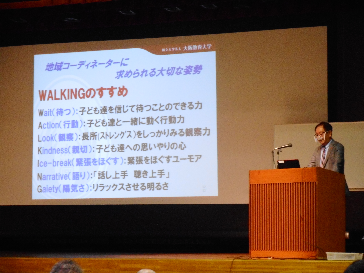 国立大学法人 大阪教育大学
地域コーディネーターに
求められる大切な姿勢
WALKINGのすすめ
Wait(待つ):子ども達を信じて待つことのできる力
Action(行動):子ども達と一緒に動く行動力
Look(観察):長所(ストレングス)をしっかりみる観察力
Kindness(親切):子ども達への思いやりの心
Ice-break(緊張をほぐす):緊張をほぐすユーモア
Narrative(語り):「話し上手 聴き上手」
Gaiety(陽気さ):リラックスさせる明るさ